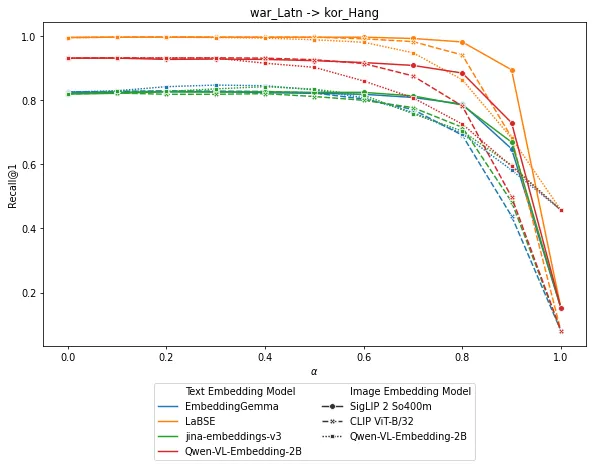 war_Latn -> kor_Hang
Recall@1
1.0
0.8
0.6
0.4
0.2
0.0 0.2 0.4 0.6 0.8 1.0
α
Text Embedding Model Image Embedding Model
EmbeddingGemma SigLIP 2 So400m
LaBSE CLIP ViT-B/32
jina-embeddings-v3 Qwen-VL-Embedding-2B
Qwen-VL-Embedding-2B